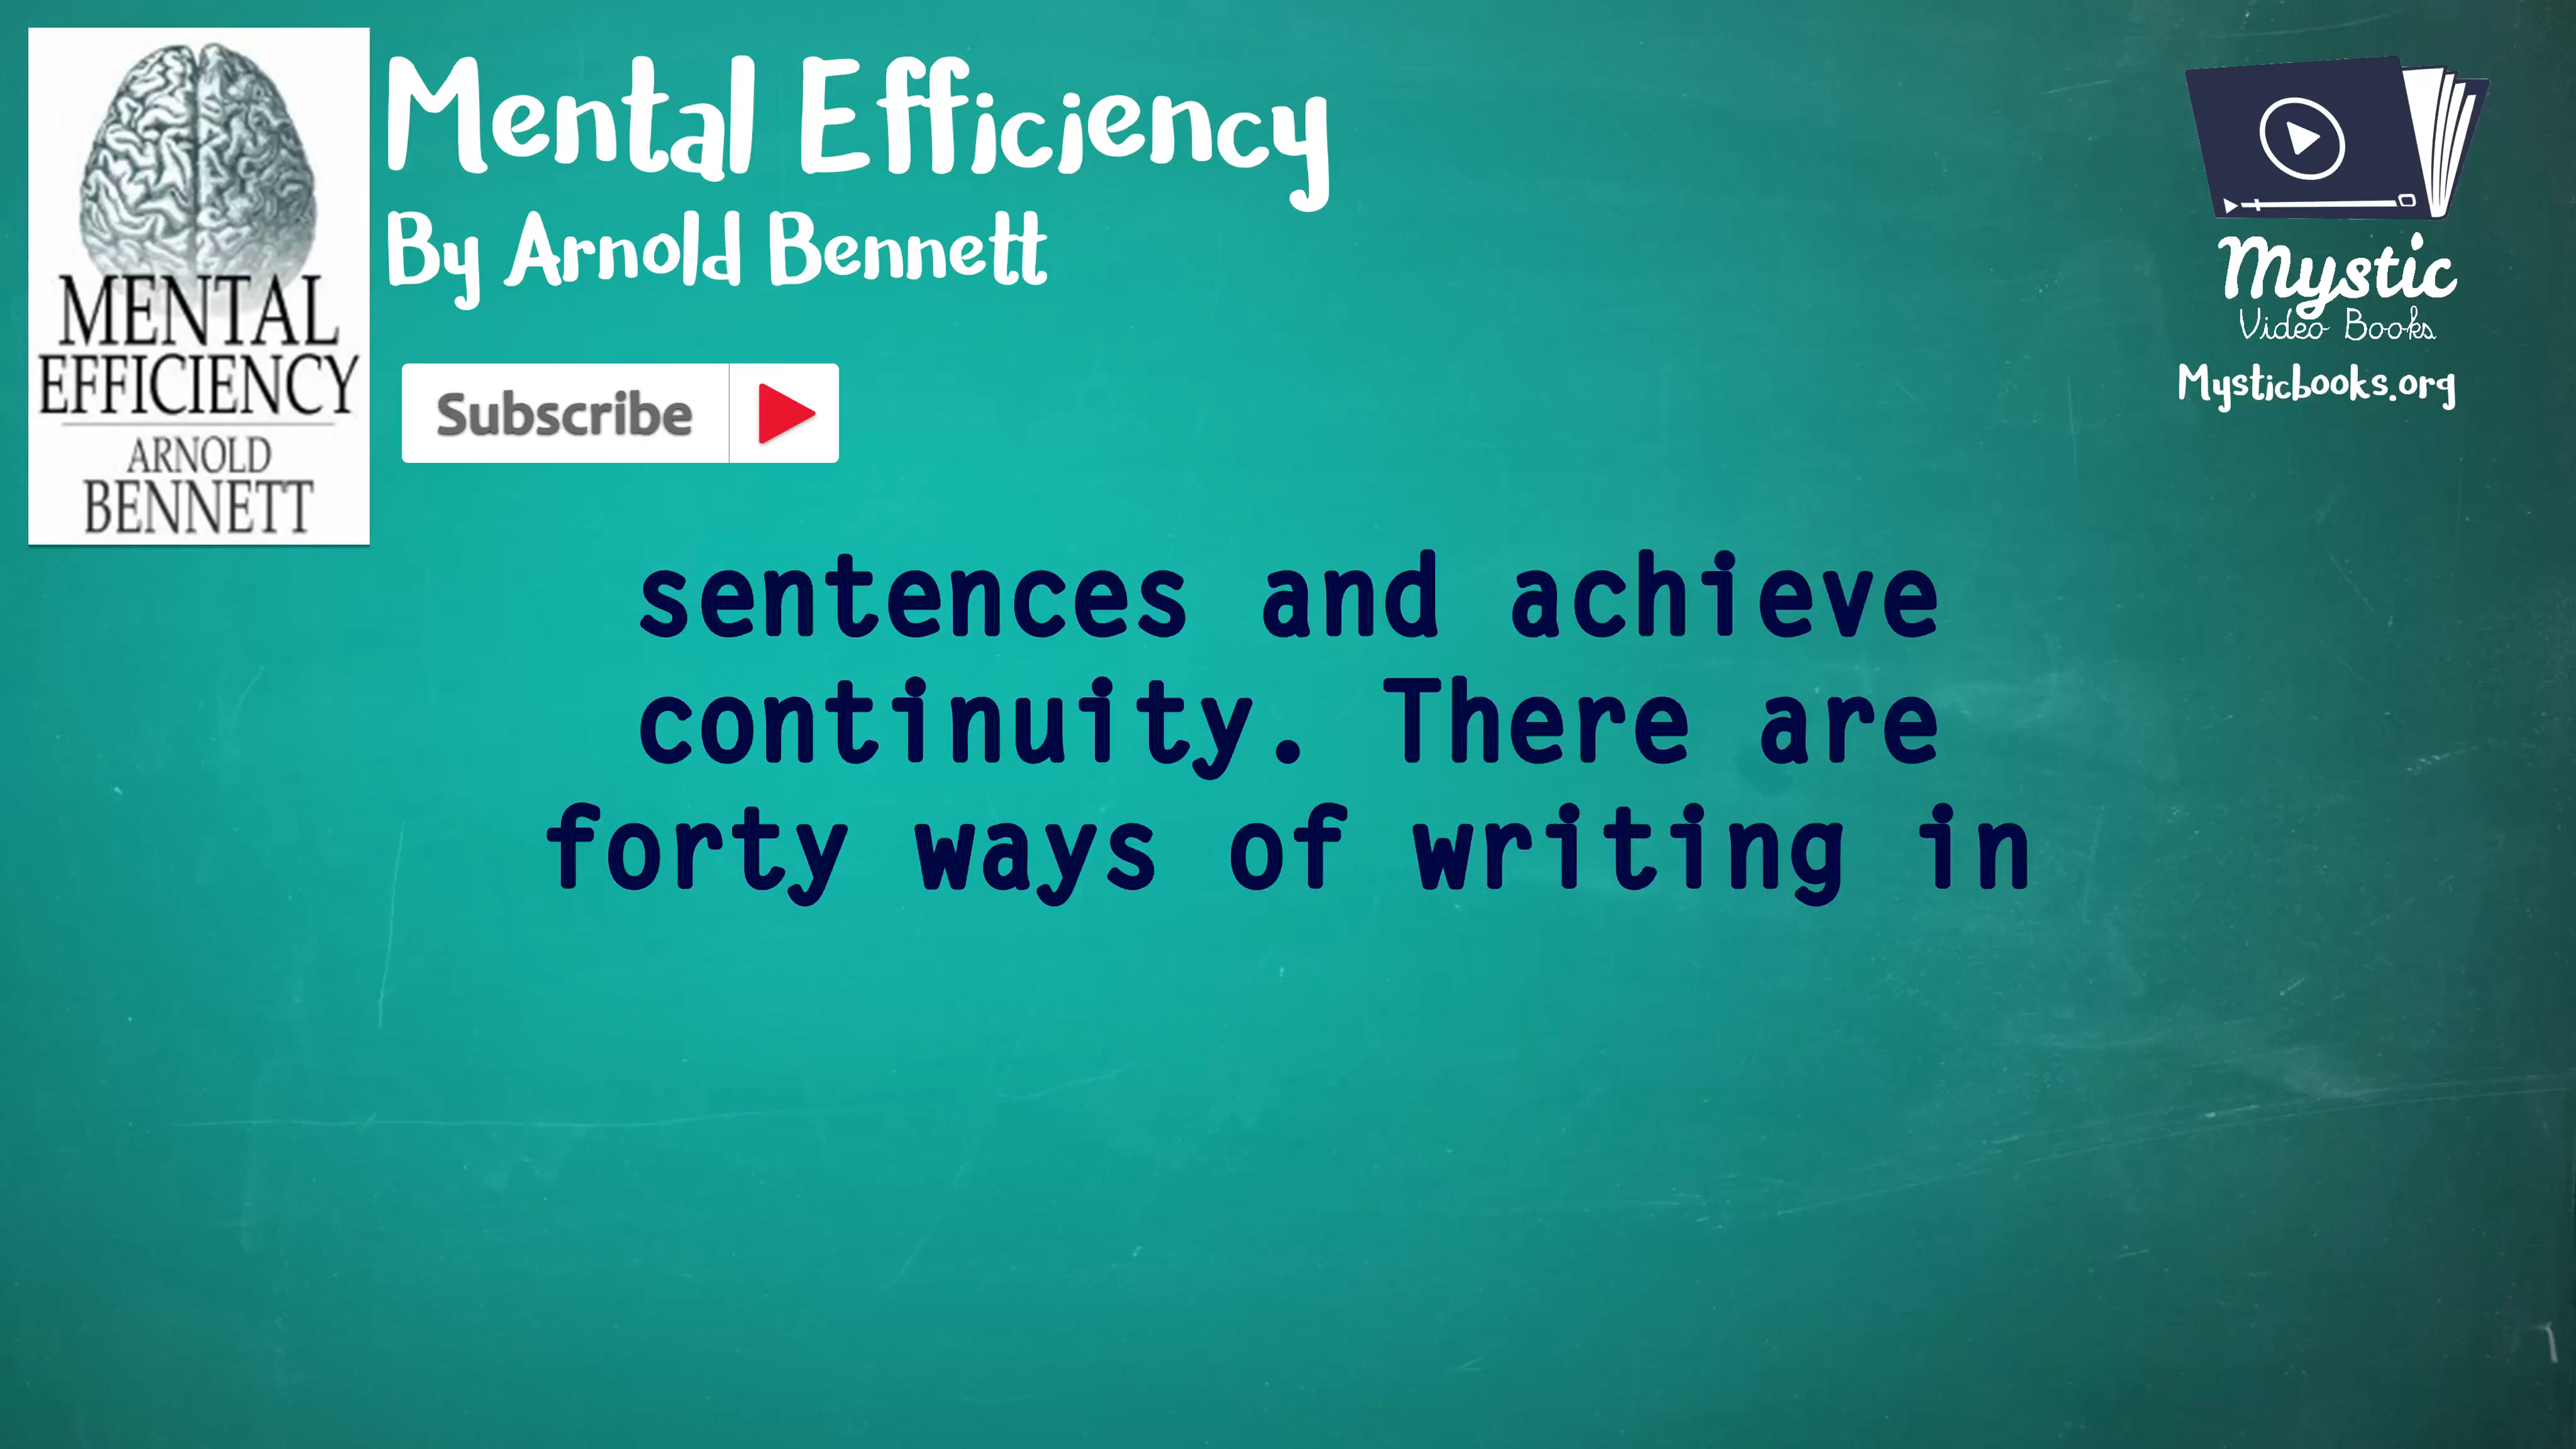 Mental Efficiency
By Arnold Bennett
Subscribe
MENTAL
EFFICIENCY
ARNOLD
BENNETT
Mystic
Video Books
Mysticbooks.org
sentences and achieve
continuity. There are
forty ways of writing in